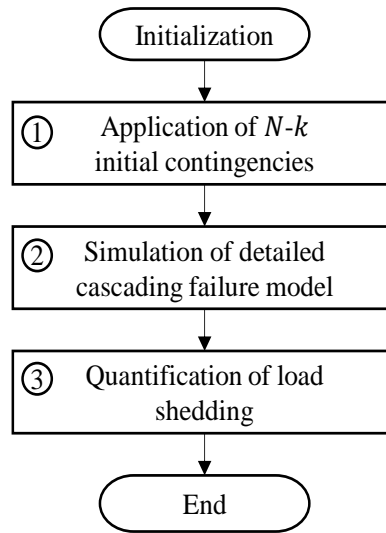 Initialization
① Application of N-k
initial contingencies
② Simulation of detailed
cascading failure model
③ Quantification of load
shedding
End